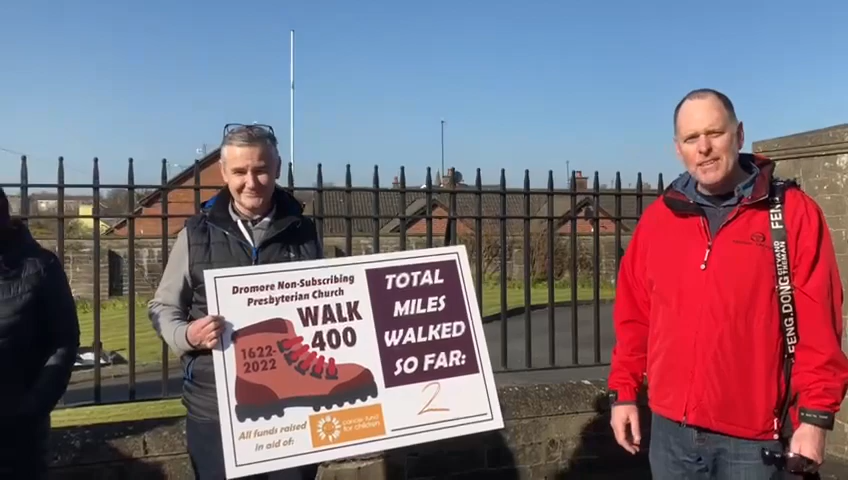 Dromore Non-Subscribing
Presbyterian Church
WALK
400
1622-
2022
All funds raised
in aid of:
cancer fund
for children
TOTAL
MILES
WALKED
SO FAR:
2
FENG.DONG